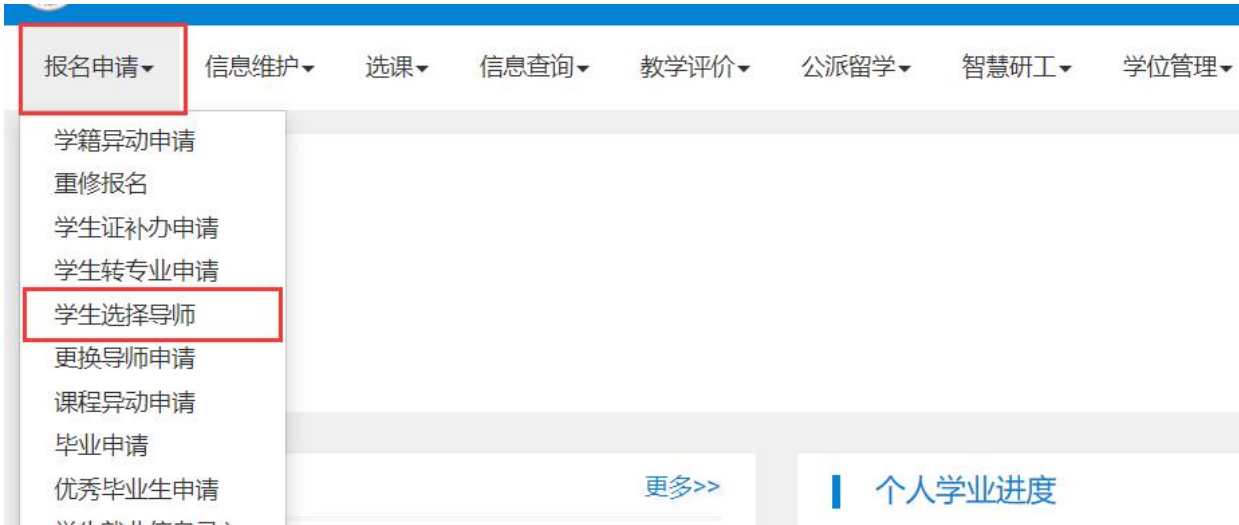 报名申请 信息维护 选课 信息查询 教学评价 公派留学 智慧研工 学位管理
学籍异动申请
重修报名
学生证补办申请
学生转专业申请
学生选择导师
更换导师申请
课程异动申请
毕业申请
优秀毕业生申请
更多>>
个人学业进度